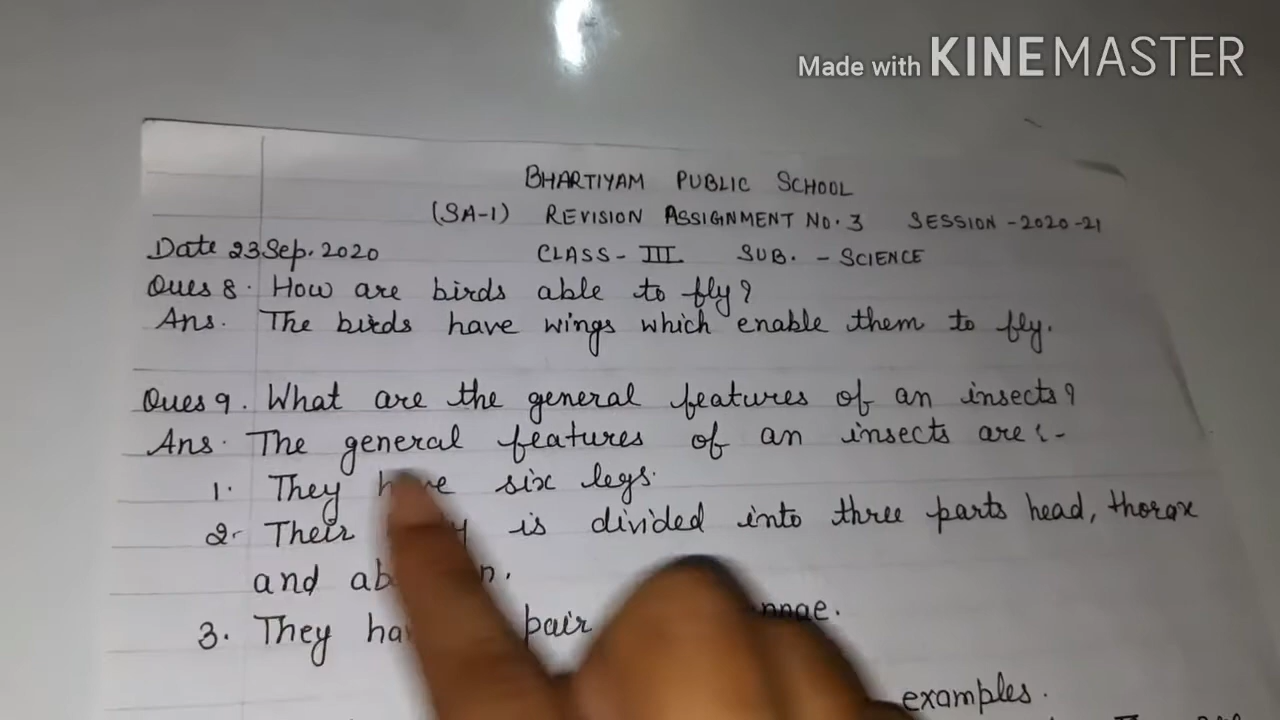 Made with KINEMASTER
BHARTIYAM PUBLIC SCHOOL
(SA-1) REVISION ASSIGNMENT NO. 3 SESSION - 2020-21
Date 23 Sep. 2020 CLASS - III SUB. - SCIENCE
Ques 8. How are birds able to fly?
Ans. The birds have wings which enable them to fly.
Ques 9. What are the general features of an insects?
Ans. The general features of an insects are :-
1. They have six legs.
2. Their is divided into three parts head, thorax
and
3. They pair
examples.